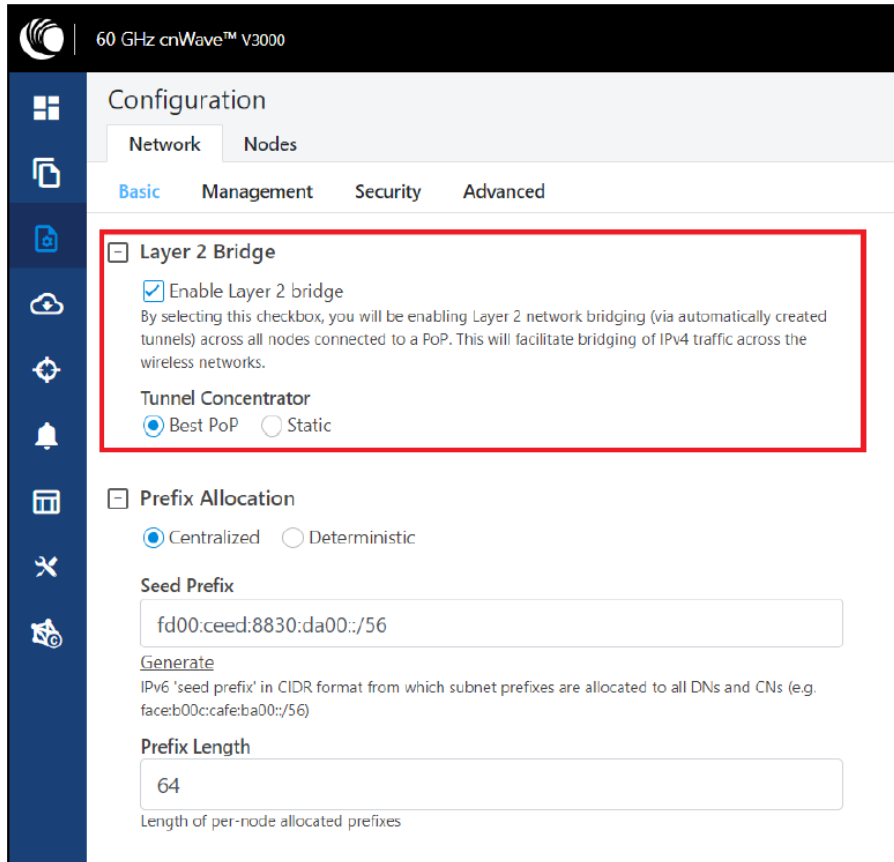 60 GHz cnWave™ V3000
Configuration
Network Nodes
Basic Management Security Advanced
Layer 2 Bridge
Enable Layer 2 bridge
By selecting this checkbox, you will be enabling Layer 2 network bridging (via automatically created
tunnels) across all nodes connected to a PoP. This will facilitate bridging of IPv4 traffic across the
wireless networks.
Tunnel Concentrator
Best PoP Static
Prefix Allocation
Centralized Deterministic
Seed Prefix
fd00:ceed:8830:da00::/56
Generate
IPv6 'seed prefix' in CIDR format from which subnet prefixes are allocated to all DNs and CNs (e.g.
face:b00c:cafe:ba00::/56)
Prefix Length
64
Length of per-node allocated prefixes